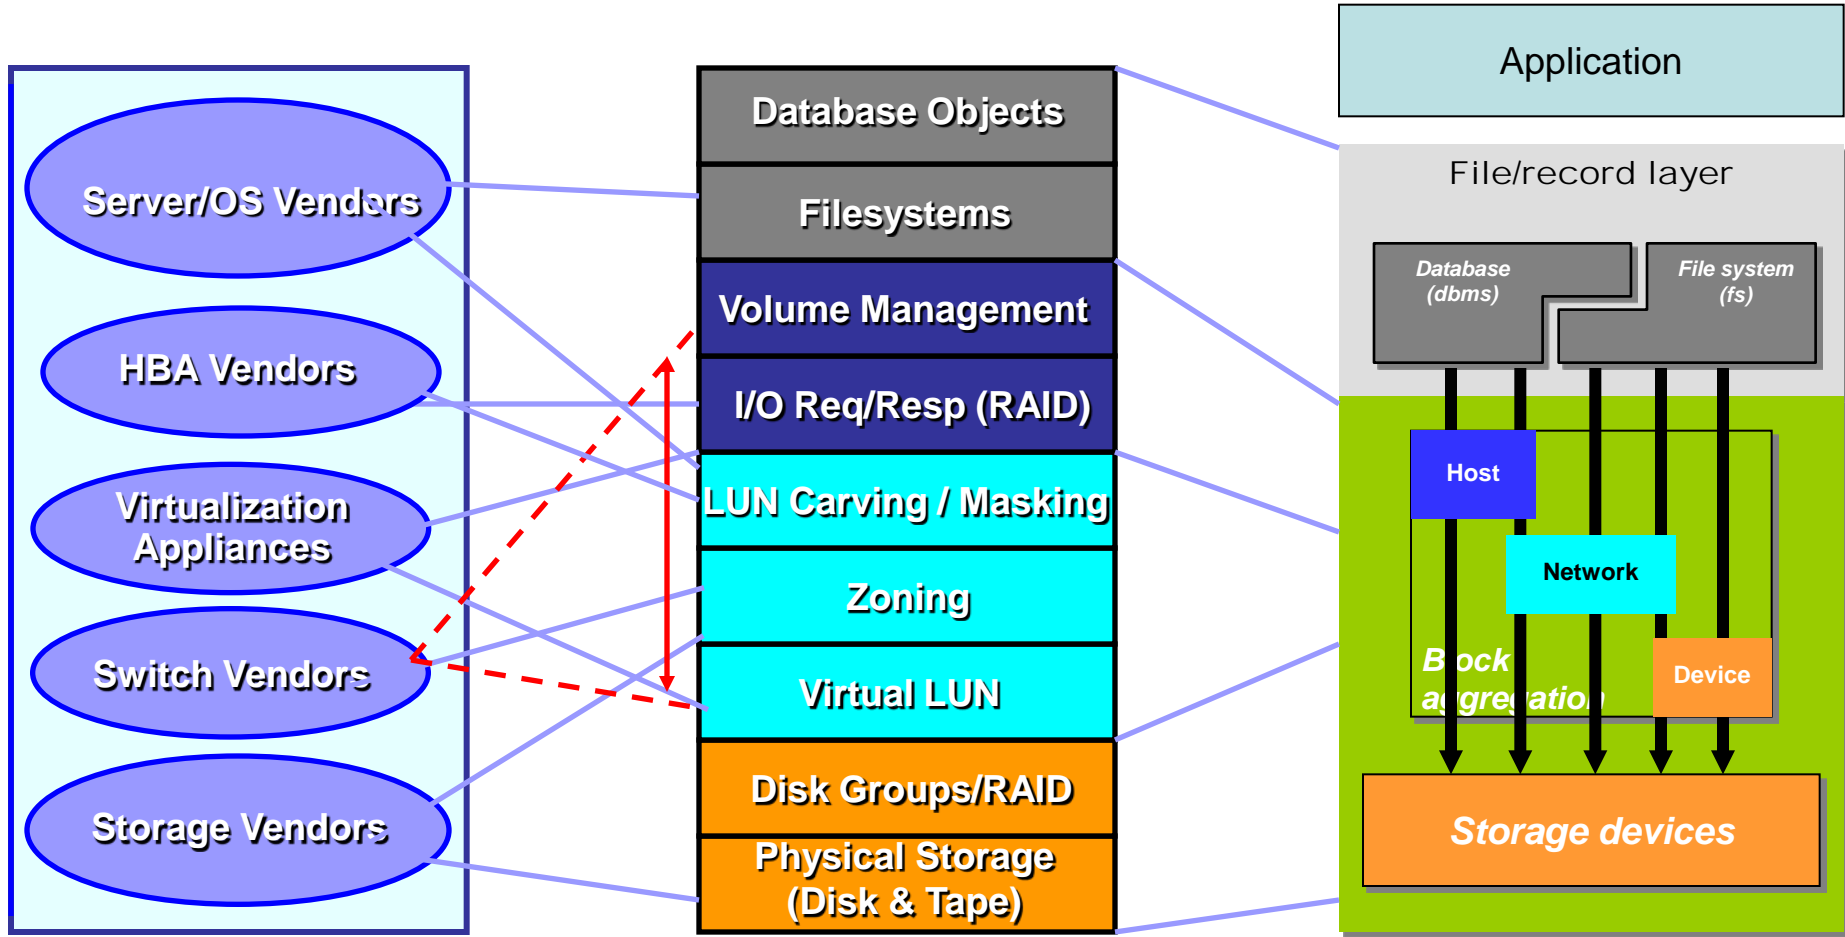 Server/OS Vendors
HBA Vendors
Virtualization
Appliances
Switch Vendors
Storage Vendors
Database Objects
Filesystems
Volume Management
I/O Req/Resp (RAID)
LUN Carving / Masking
Zoning
Virtual LUN
Disk Groups/RAID
Physical Storage
(Disk & Tape)
Application
File/record layer
Database
(dbms)
File system
(fs)
Host
Network
Device
Block
aggregation
Storage devices